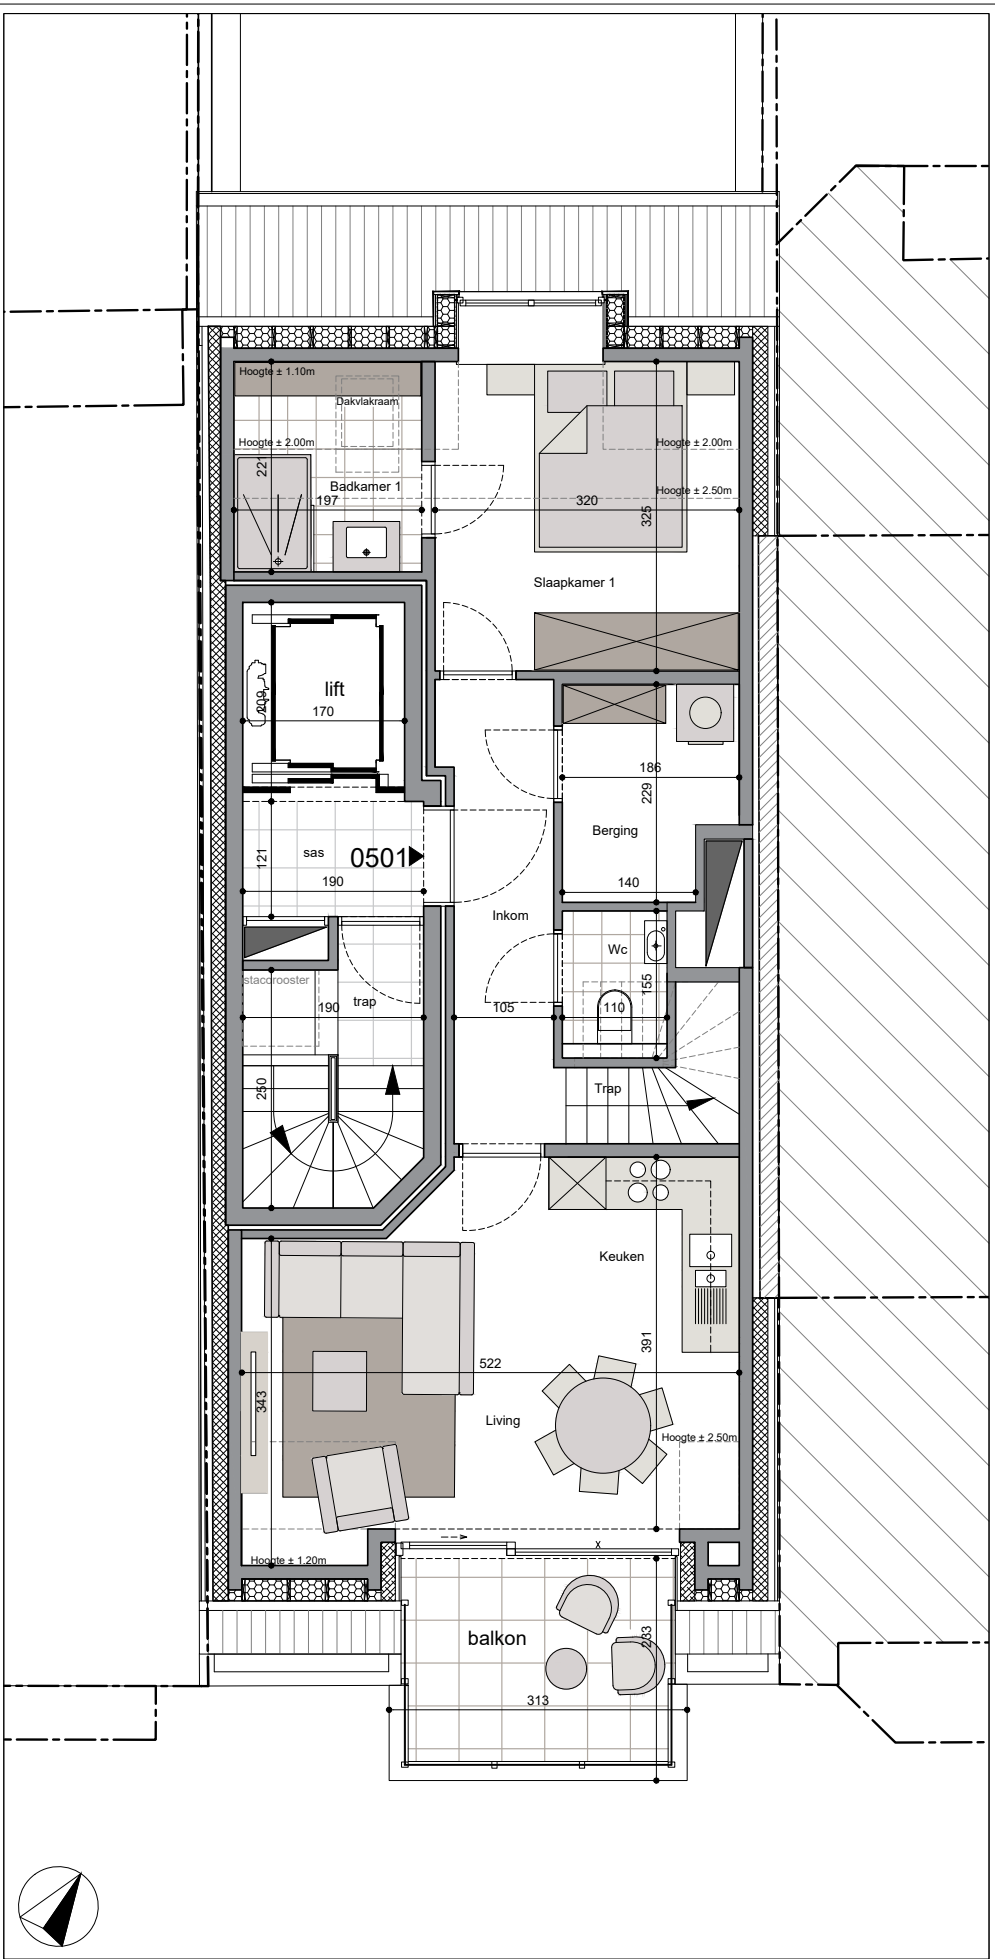 Hoogte ± 1.10m
Dakvlakraam
Hoogte ± 2.00m
Hoogte ± 2.00m
221
Badkamer 1
Hoogte ± 2.50m
197
320
325
Slaapkamer 1
lift
209
170
186
229
Berging
121
sas
0501
190
140
Inkom
Wc
155
trap
190
105
110
250
Trap
Keuken
391
522
343
Living
Hoogte ± 2.50m
x
Hoogte ± 1.20m
balkon
233
313